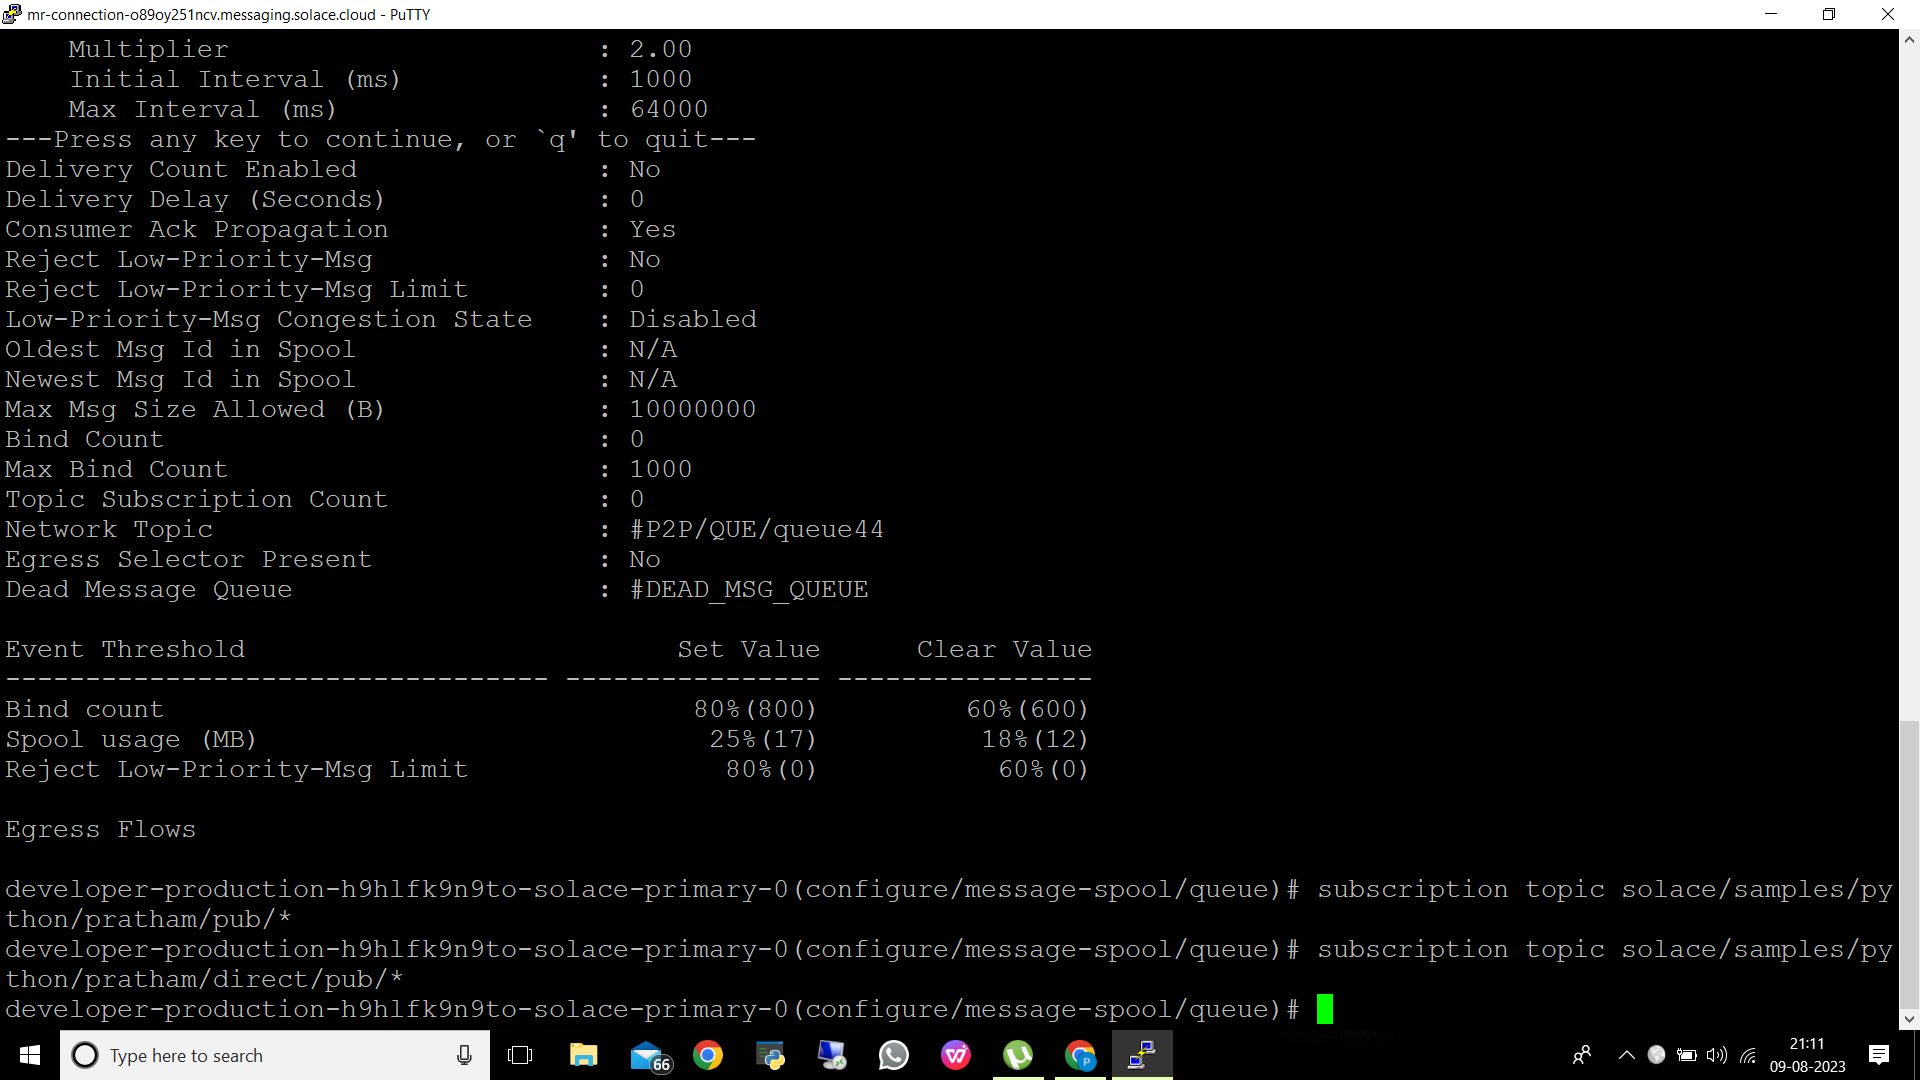 mr-connection-o89oy251ncv.messaging.solace.cloud - PuTTY
Multiplier : 2.00
Initial Interval (ms) : 1000
Max Interval (ms) : 64000
---Press any key to continue, or `q' to quit---
Delivery Count Enabled : No
Delivery Delay (Seconds) : 0
Consumer Ack Propagation : Yes
Reject Low-Priority-Msg : No
Reject Low-Priority-Msg Limit : 0
Low-Priority-Msg Congestion State : Disabled
Oldest Msg Id in Spool : N/A
Newest Msg Id in Spool : N/A
Max Msg Size Allowed (B) : 10000000
Bind Count : 0
Max Bind Count : 1000
Topic Subscription Count : 0
Network Topic : #P2P/QUE/queue44
Egress Selector Present : No
Dead Message Queue : #DEAD_MSG_QUEUE
Event Threshold Set Value Clear Value
---------------------------------- ---------------- ----------------
Bind count 80%(800) 60%(600)
Spool usage (MB) 25%(17) 18%(12)
Reject Low-Priority-Msg Limit 80%(0) 60%(0)
Egress Flows
developer-production-h9hlfk9n9to-solace-primary-0(configure/message-spool/queue)# subscription topic solace/samples/py
thon/pratham/pub/*
developer-production-h9hlfk9n9to-solace-primary-0(configure/message-spool/queue)# subscription topic solace/samples/py
thon/pratham/direct/pub/*
developer-production-h9hlfk9n9to-solace-primary-0(configure/message-spool/queue)#
Type here to search
66
P
21:11
09-08-2023